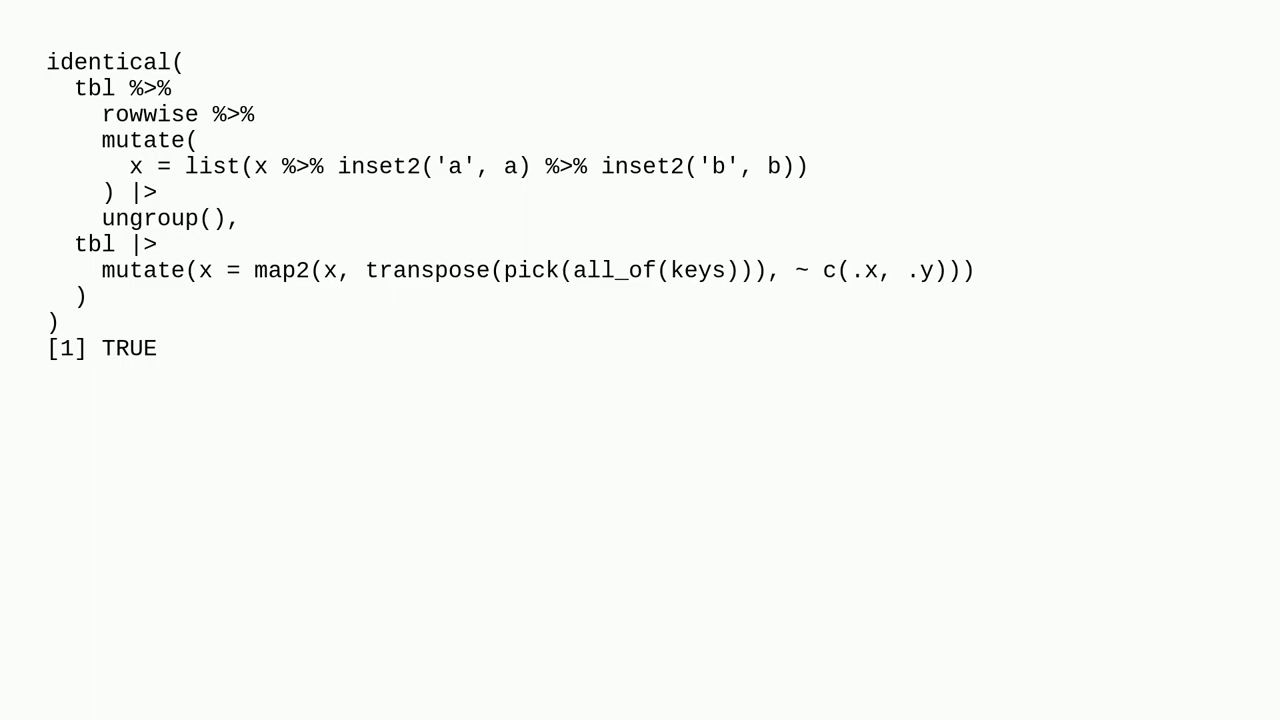 identical(
  tbl %>%
    rowwise %>%
    mutate(
      x = list(x %>% inset2('a', a) %>% inset2('b', b))
    ) |>
    ungroup(),
  tbl |>
    mutate(x = map2(x, transpose(pick(all_of(keys))), ~ c(.x, .y)))
  )
)
[1] TRUE